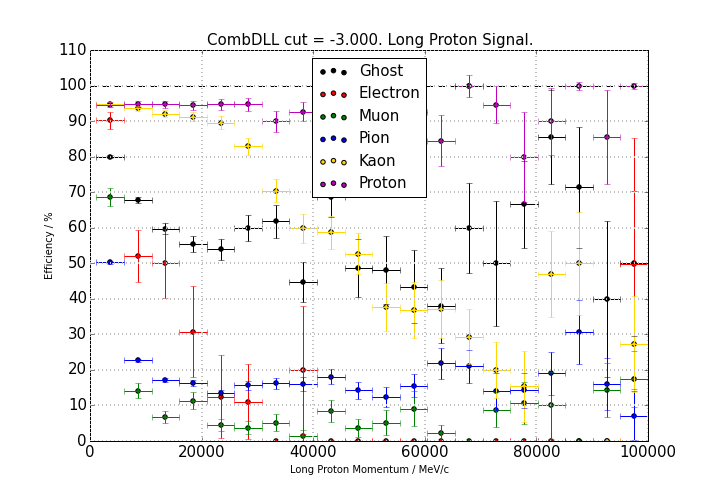 CombDLL cut = -3.000. Long Proton Signal.
110
100
90
80
70
60
50
40
30
20
10
0
Efficiency / %
Ghost
Electron
Muon
Pion
Kaon
Proton
0 20000 40000 60000 80000 100000
Long Proton Momentum / MeV/c